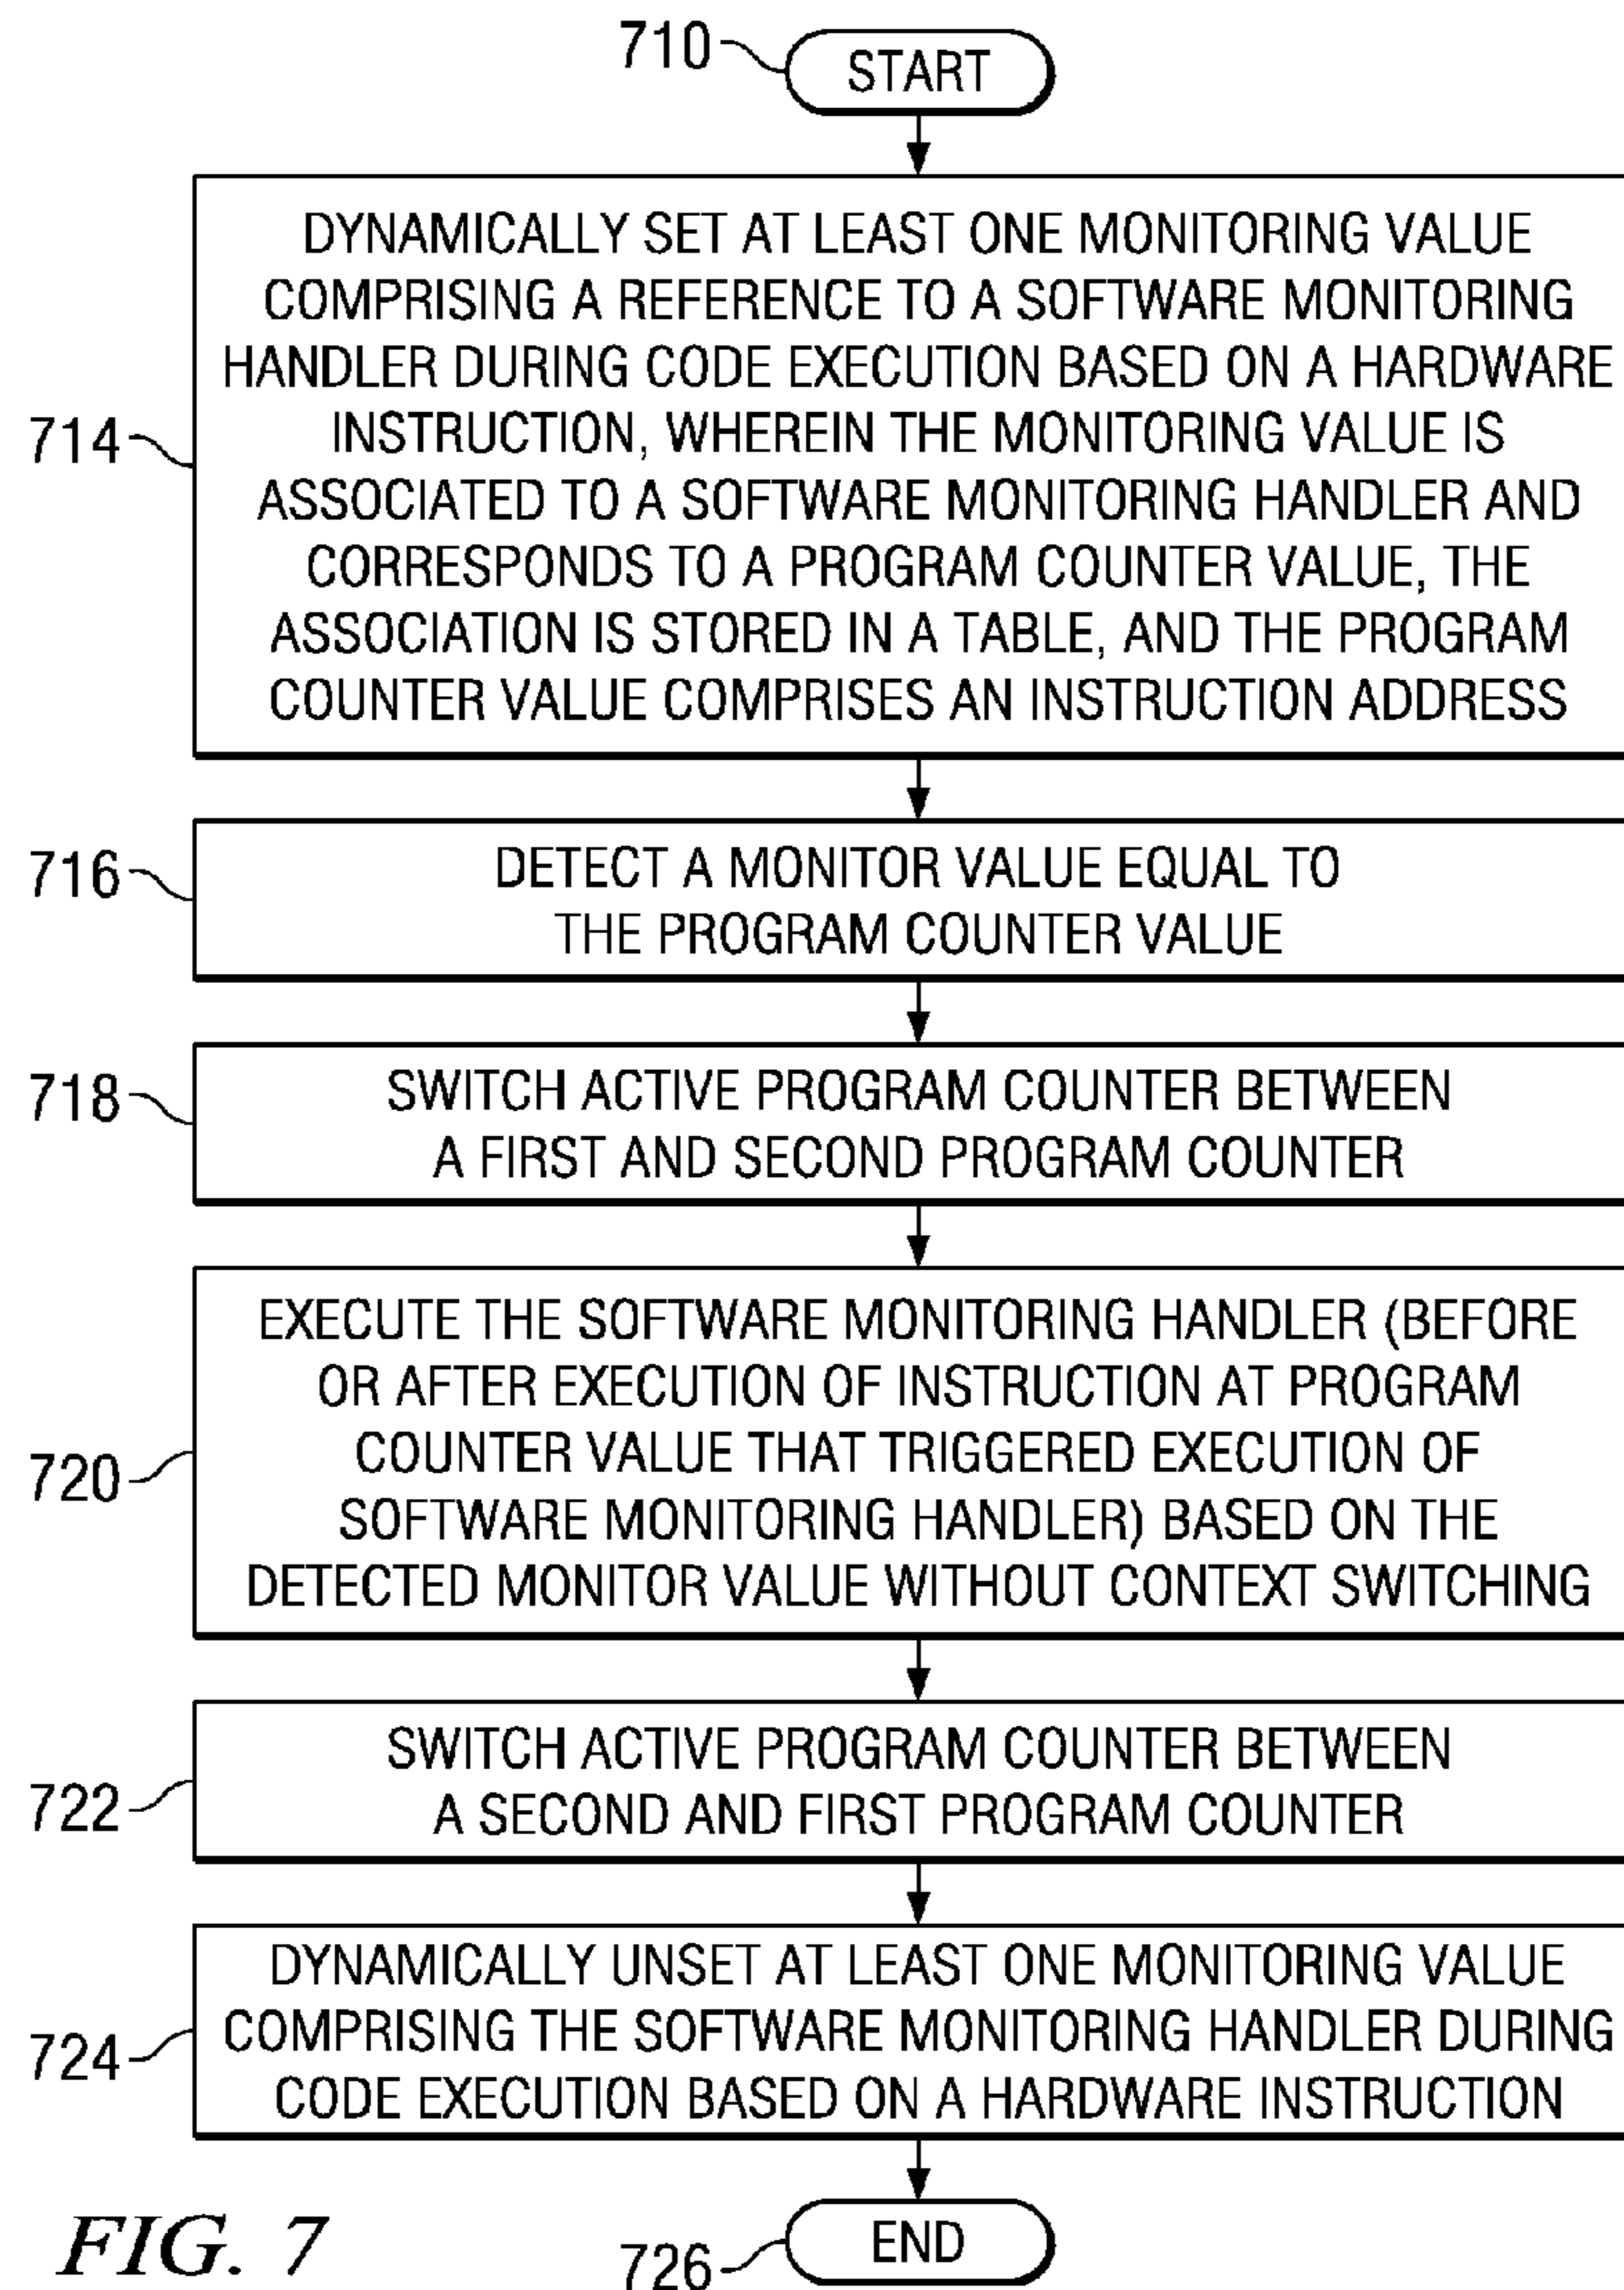 710
START
714
DYNAMICALLY SET AT LEAST ONE MONITORING VALUE
COMPRISING A REFERENCE TO A SOFTWARE MONITORING
HANDLER DURING CODE EXECUTION BASED ON A HARDWARE
INSTRUCTION, WHEREIN THE MONITORING VALUE IS
ASSOCIATED TO A SOFTWARE MONITORING HANDLER AND
CORRESPONDS TO A PROGRAM COUNTER VALUE, THE
ASSOCIATION IS STORED IN A TABLE, AND THE PROGRAM
COUNTER VALUE COMPRISES AN INSTRUCTION ADDRESS
716
DETECT A MONITOR VALUE EQUAL TO
THE PROGRAM COUNTER VALUE
718
SWITCH ACTIVE PROGRAM COUNTER BETWEEN
A FIRST AND SECOND PROGRAM COUNTER
720
EXECUTE THE SOFTWARE MONITORING HANDLER (BEFORE
OR AFTER EXECUTION OF INSTRUCTION AT PROGRAM
COUNTER VALUE THAT TRIGGERED EXECUTION OF
SOFTWARE MONITORING HANDLER) BASED ON THE
DETECTED MONITOR VALUE WITHOUT CONTEXT SWITCHING
722
SWITCH ACTIVE PROGRAM COUNTER BETWEEN
A SECOND AND FIRST PROGRAM COUNTER
724
DYNAMICALLY UNSET AT LEAST ONE MONITORING VALUE
COMPRISING THE SOFTWARE MONITORING HANDLER DURING
CODE EXECUTION BASED ON A HARDWARE INSTRUCTION
726
END
FIG. 7